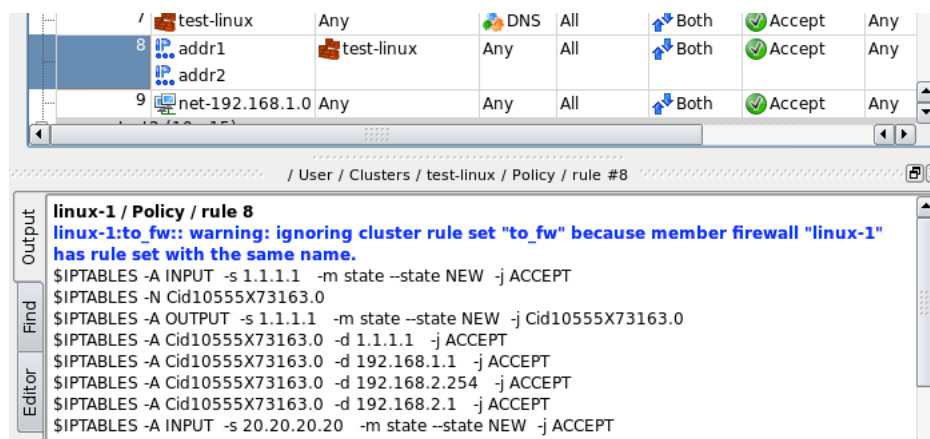 7 test-linux Any DNS All Both Accept Any
8 addr1 test-linux Any All Both Accept Any
addr2
9 net-192.168.1.0 Any Any All Both Accept Any
/ User / Clusters / test-linux / Policy / rule #8
Output
Find
Editor
linux-1 / Policy / rule 8
linux-1:to_fw:: warning: ignoring cluster rule set "to_fw" because member firewall "linux-1"
has rule set with the same name.
$IPTABLES -A INPUT -s 1.1.1.1 -m state --state NEW -j ACCEPT
$IPTABLES -N Cid10555X73163.0
$IPTABLES -A OUTPUT -s 1.1.1.1 -m state --state NEW -j Cid10555X73163.0
$IPTABLES -A Cid10555X73163.0 -d 1.1.1.1 -j ACCEPT
$IPTABLES -A Cid10555X73163.0 -d 192.168.1.1 -j ACCEPT
$IPTABLES -A Cid10555X73163.0 -d 192.168.2.254 -j ACCEPT
$IPTABLES -A Cid10555X73163.0 -d 192.168.2.1 -j ACCEPT
$IPTABLES -A INPUT -s 20.20.20.20 -m state --state NEW -j ACCEPT